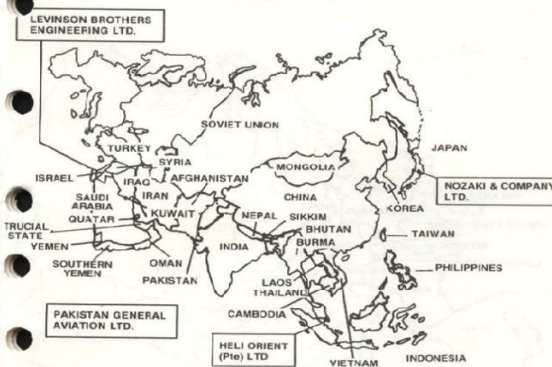 LEVINSON BROTHERS
ENGINEERING LTD.
SOVIET UNION
TURKEY
JAPAN
SYRIA
MONGOLIA
ISRAEL
IRAQ
AFGHANISTAN
NOZAKI & COMPANY
LTD.
SAUDI
ARABIA
IRAN
CHINA
KUWAIT
KOREA
QUATAR
NEPAL
SIKKIM
TRUCIAL
STATE
BHUTAN
TAIWAN
YEMEN
INDIA
BURMA
SOUTHERN
YEMEN
OMAN
PHILIPPINES
PAKISTAN
LAOS
THAILAND
CAMBODIA
PAKISTAN GENERAL
AVIATION LTD.
HELI ORIENT
(Pte) LTD
VIETNAM
INDONESIA